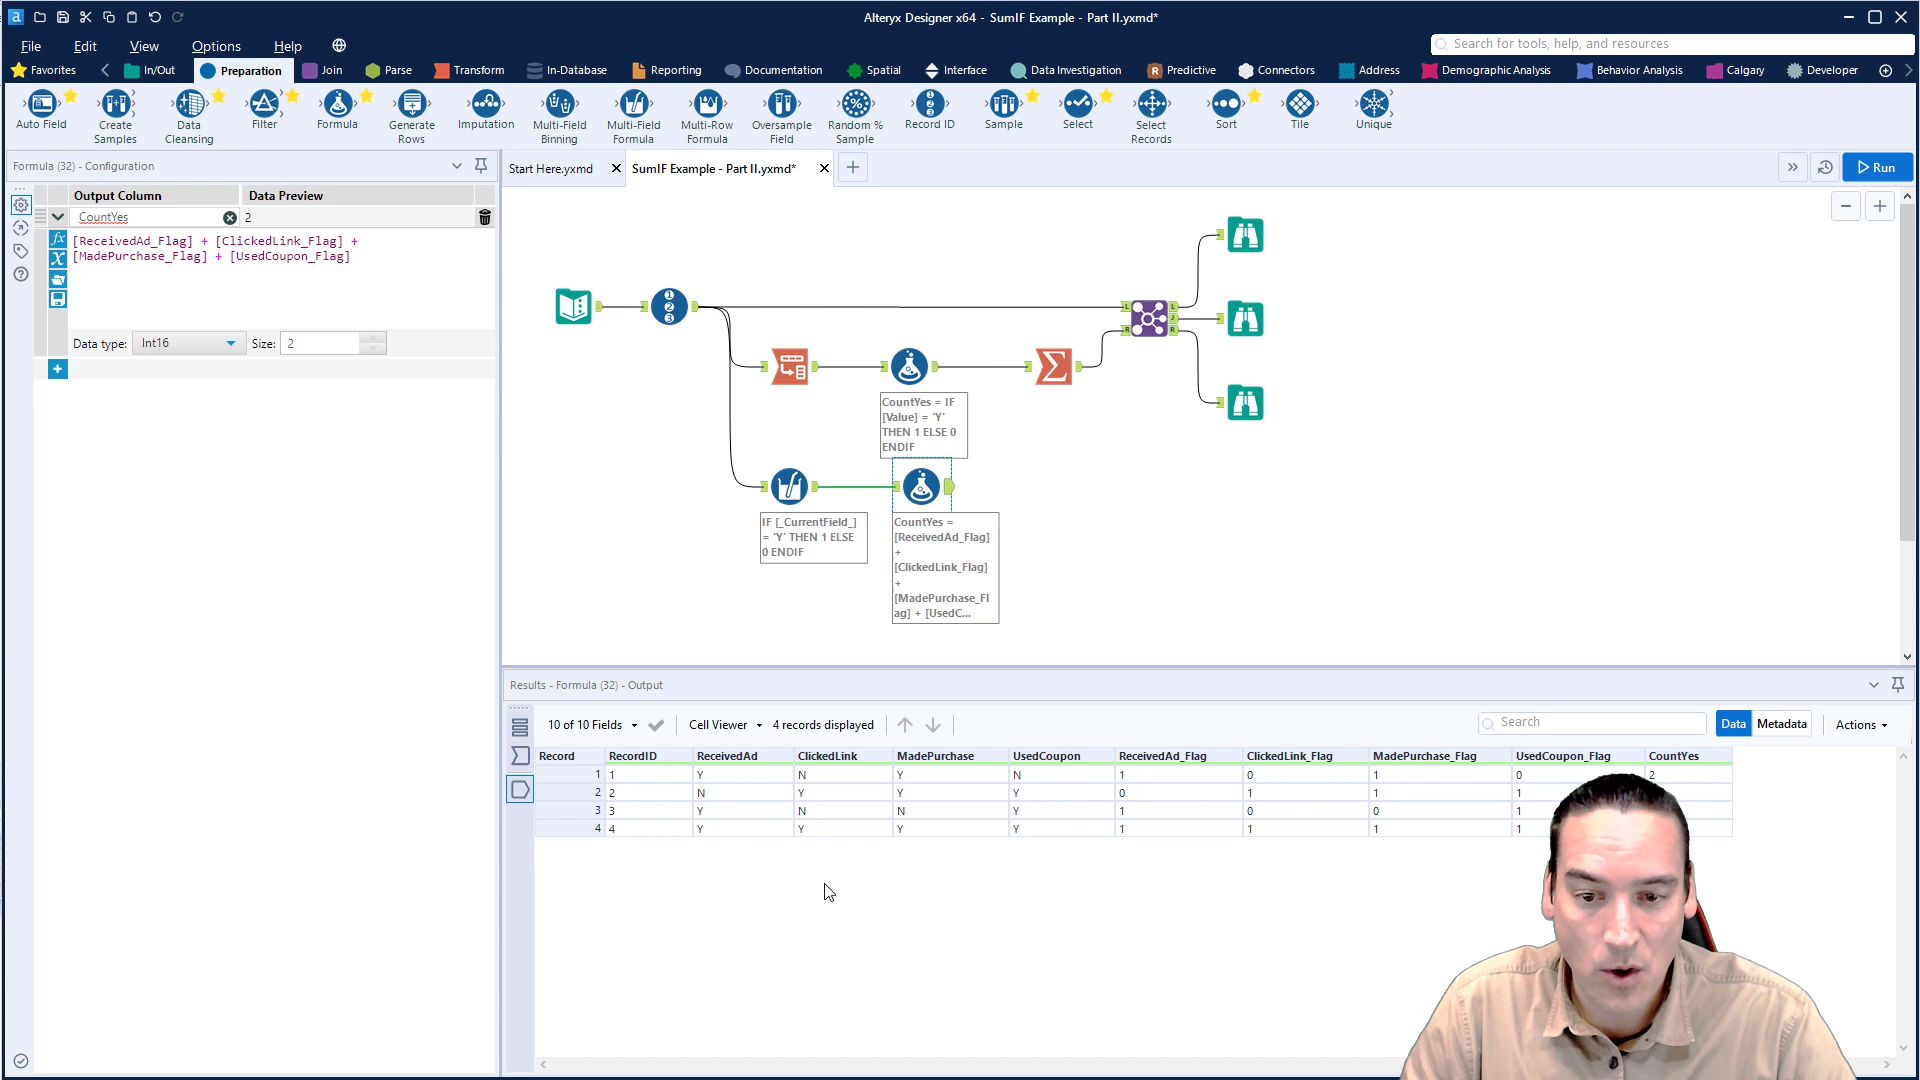 Alteryx Designer x64 - SumIF Example - Part II.yxmd*
File Edit View Options Help
Search for tools, help, and resources
Favorites In/Out Preparation Join Parse Transform In-Database Reporting Documentation Spatial Interface Data Investigation Predictive Connectors Address Demographic Analysis Behavior Analysis Calgary Developer
Auto Field Create Samples Data Cleansing Filter Formula Generate Rows Imputation Multi-Field Binning Multi-Field Formula Multi-Row Formula Oversample Field Random % Sample Record ID Sample Select Select Records Sort Tile Unique
Formula (32) - Configuration
Start Here.yxmd SumIF Example - Part II.yxmd*
Run
Output Column Data Preview
CountYes 2
[ReceivedAd_Flag] + [ClickedLink_Flag] +
[MadePurchase_Flag] + [UsedCoupon_Flag]
Data type: Int16 Size: 2
CountYes = IF
[Value] = 'Y'
THEN 1 ELSE 0
ENDIF
IF [_CurrentField_]
= 'Y' THEN 1 ELSE
0 ENDIF
CountYes =
[ReceivedAd_Flag]
+
[ClickedLink_Flag]
+
[MadePurchase_Fl
ag] + [UsedC...
Results - Formula (32) - Output
10 of 10 Fields Cell Viewer 4 records displayed Search Data Metadata Actions
Record RecordID ReceivedAd ClickedLink MadePurchase UsedCoupon ReceivedAd_Flag ClickedLink_Flag MadePurchase_Flag UsedCoupon_Flag CountYes
1 1 Y N Y N 1 0 1 0 2
2 2 N Y Y Y 0 1 1 1
3 3 Y N N Y 1 0 0 1
4 4 Y Y Y Y 1 1 1 1